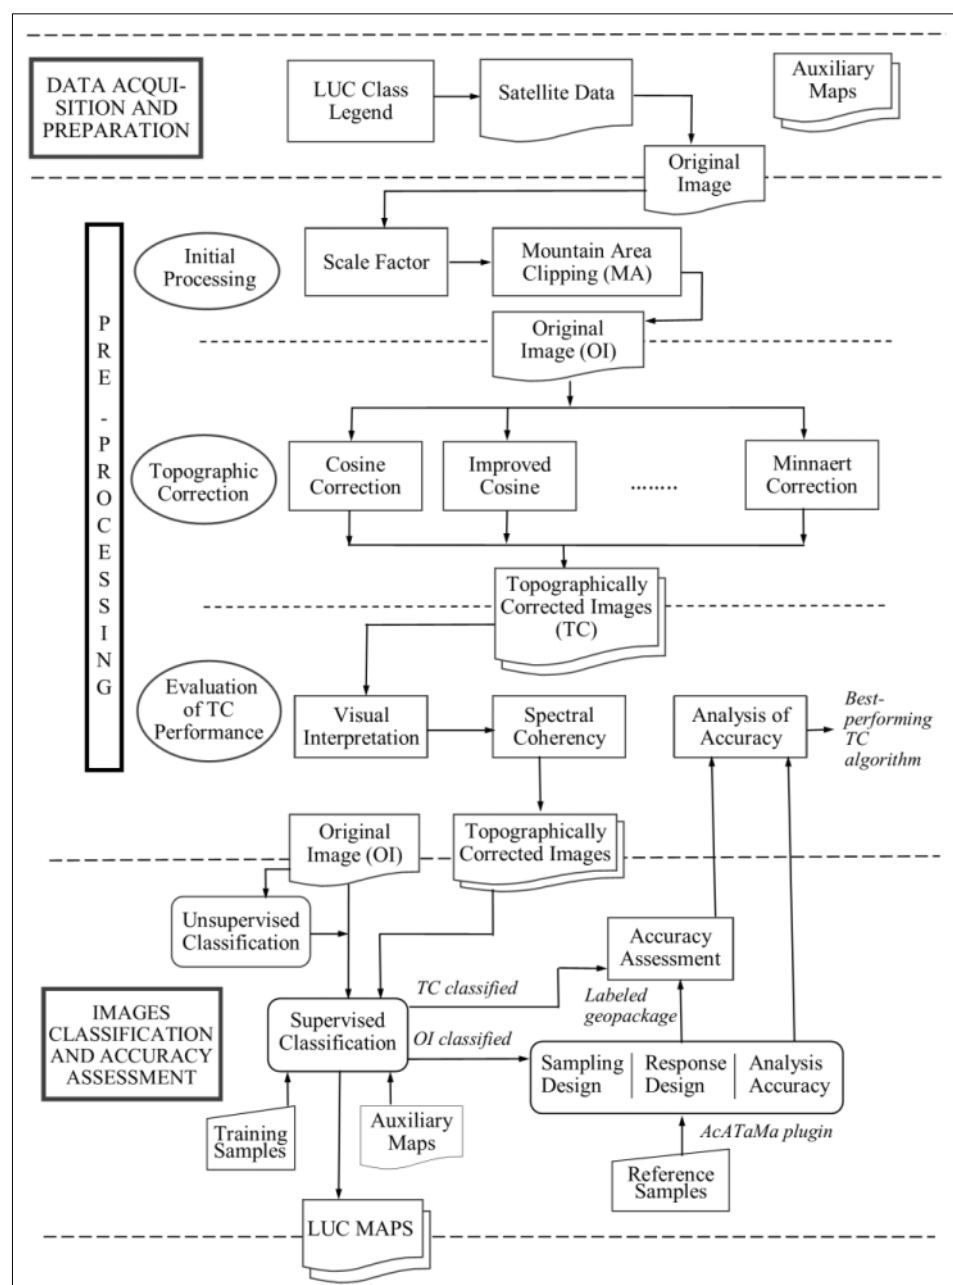 DATA ACQUI-
SITION AND
PREPARATION
LUC Class
Legend
Satellite Data
Auxiliary
Maps
Original
Image
PRE-PROCESSING
Initial
Processing
Scale Factor
Mountain Area
Clipping (MA)
Original
Image (OI)
Topographic
Correction
Cosine
Correction
Improved
Cosine
........
Minnaert
Correction
Topographically
Corrected Images
(TC)
Evaluation
of TC
Performance
Visual
Interpretation
Spectral
Coherency
Analysis of
Accuracy
Best-
performing
TC
algorithm
Original
Image (OI)
Topographically
Corrected Images
Unsupervised
Classification
Accuracy
Assessment
IMAGES
CLASSIFICATION
AND ACCURACY
ASSESSMENT
Supervised
Classification
TC classified
OI classified
Labeled
geopackage
Sampling
Design
Response
Design
Analysis
Accuracy
AcATaMa plugin
Training
Samples
Auxiliary
Maps
Reference
Samples
LUC MAPS